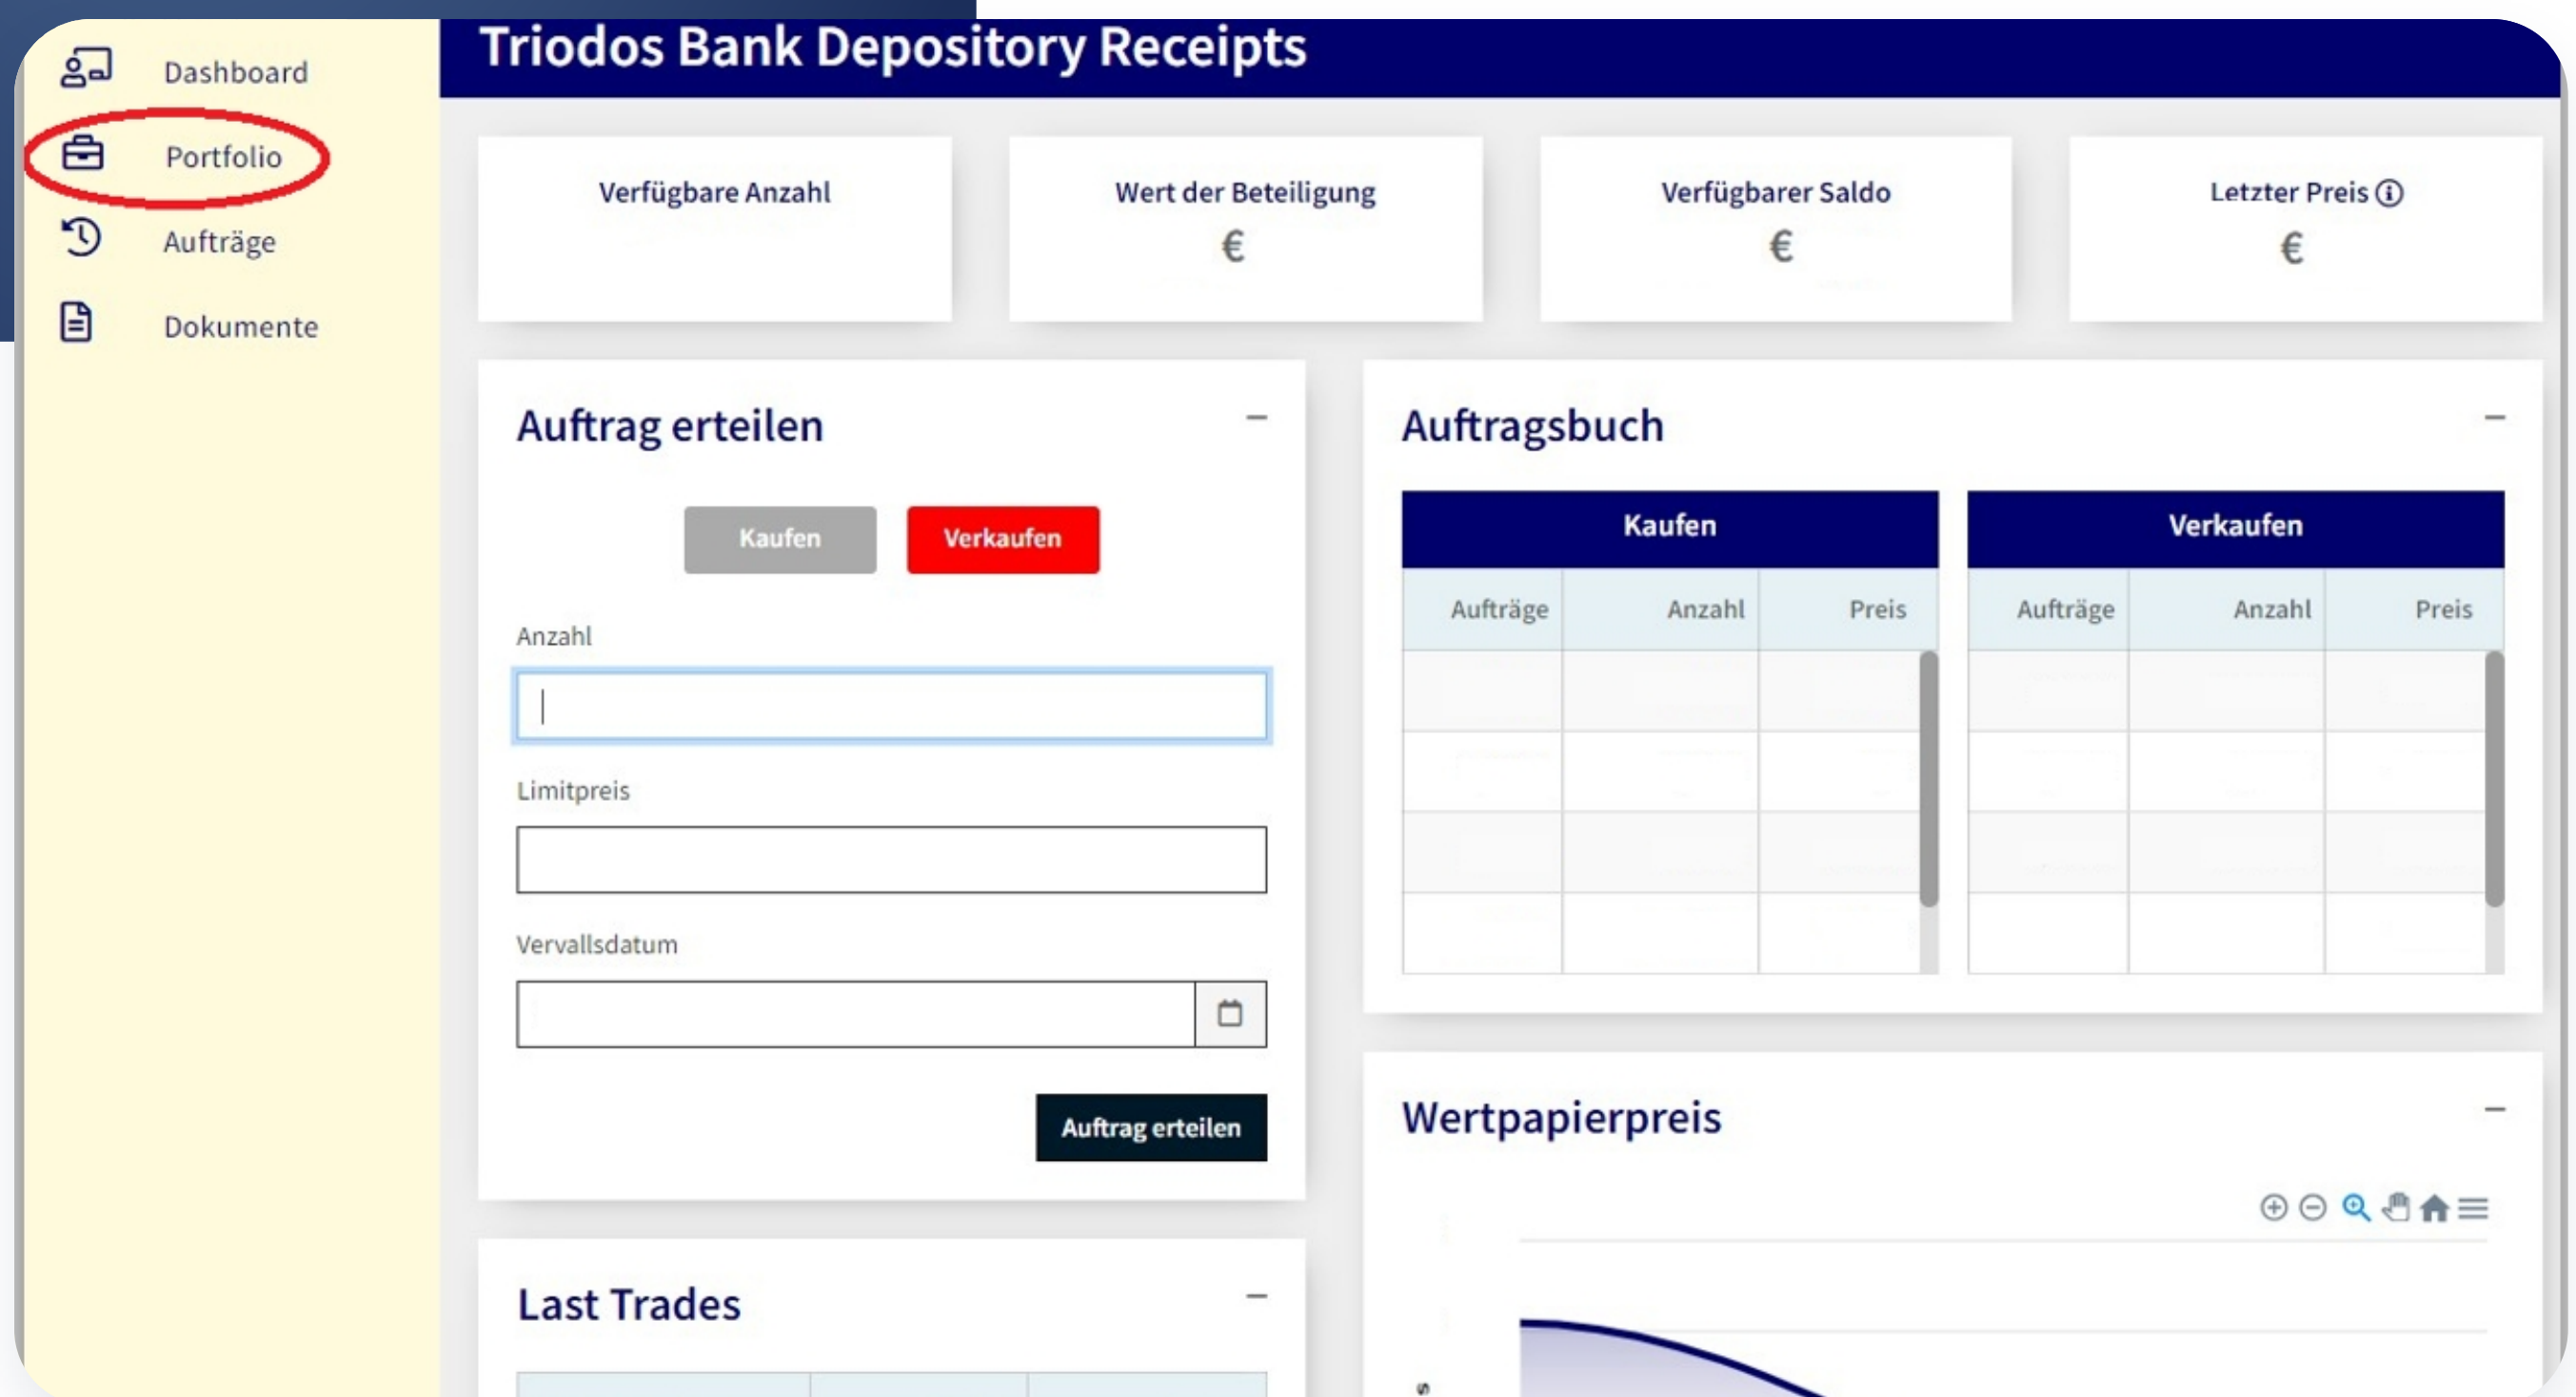 Triodos Bank Depository Receipts
Dashboard
Portfolio
Aufträge
Dokumente
Verfügbare Anzahl
Wert der Beteiligung
€
Verfügbarer Saldo
€
Letzter Preis
€
Auftrag erteilen
Kaufen
Verkaufen
Anzahl
Limitpreis
Vervallsdatum
Auftrag erteilen
Auftragsbuch
Kaufen
Aufträge Anzahl Preis
Verkaufen
Aufträge Anzahl Preis
Wertpapierpreis
Last Trades